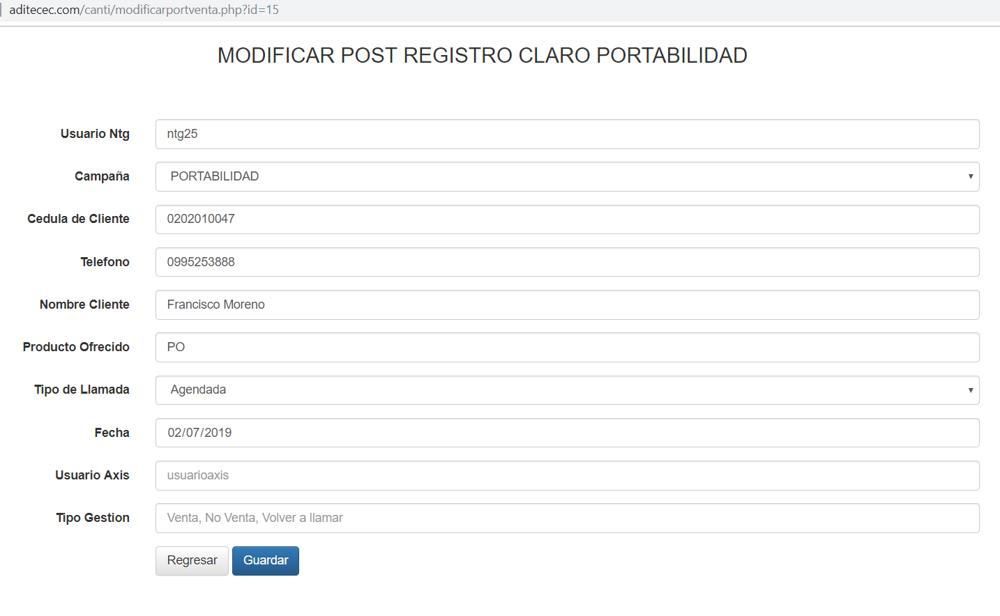 aditecec.com/canti/modificarportventa.php?id=15
MODIFICAR POST REGISTRO CLARO PORTABILIDAD
Usuario Ntg ntg25
Campaña PORTABILIDAD
Cedula de Cliente 0202010047
Telefono 0995253888
Nombre Cliente Francisco Moreno
Producto Ofrecido PO
Tipo de Llamada Agendada
Fecha 02/07/2019
Usuario Axis usuarioaxis
Tipo Gestion Venta, No Venta, Volver a llamar
Regresar Guardar